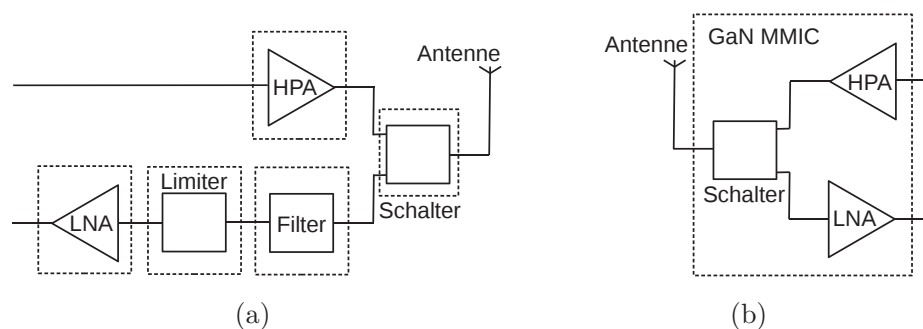 Antenne
HPA
Schalter
Limiter
LNA
Filter
(a)
Antenne
GaN MMIC
HPA
Schalter
LNA
(b)